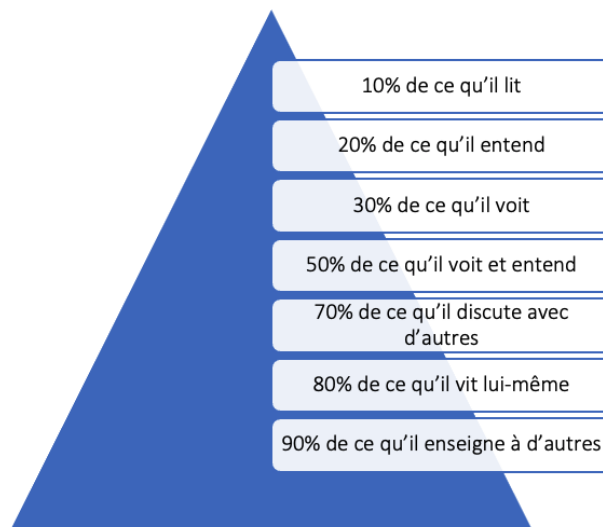 10% de ce qu’il lit
20% de ce qu’il entend
30% de ce qu’il voit
50% de ce qu’il voit et entend
70% de ce qu’il discute avec
d’autres
80% de ce qu’il vit lui-même
90% de ce qu’il enseigne à d’autres